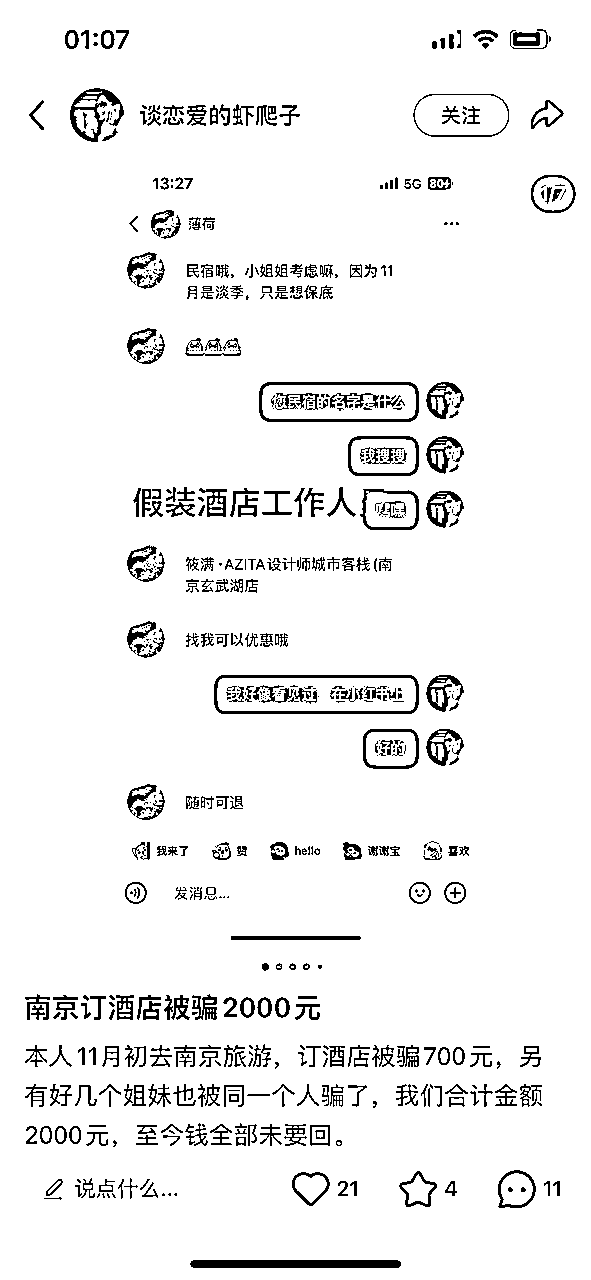 01:07
谈恋爱的虾爬子
关注
13:27
5G 80+
薄荷
民宿哦，小姐姐考虑嘛，因为11
月是淡季，只是想保底
您民宿的名字是什么
我搜搜
假装酒店工作人
嘿嘿
筱满·AZITA设计师城市客栈(南
京玄武湖店
找我可以优惠哦
我好像看见过 在小红书上
好的
随时可退
我来了 赞 hello 谢谢宝 喜欢
发消息...
南京订酒店被骗2000元
本人11月初去南京旅游，订酒店被骗700元，另
有好几个姐妹也被同一个人骗了，我们合计金额
2000元，至今钱全部未要回。
说点什么... 21 4 11